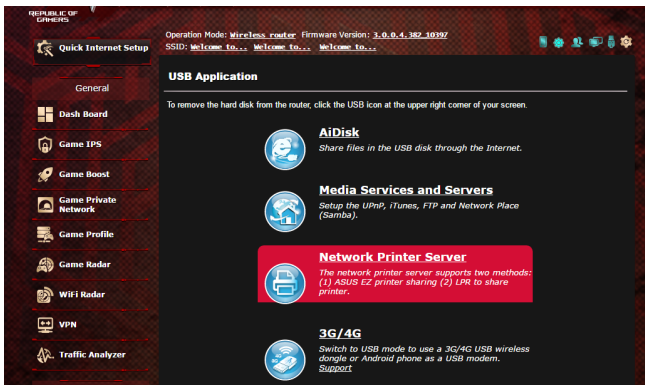 REPUBLIC OF
GAMERS
Quick Internet Setup
General
Dash Board
Game IPS
Game Boost
Game Private
Network
Game Profile
Game Radar
WiFi Radar
VPN
Traffic Analyzer
Operation Mode: Wireless router Firmware Version: 3.0.0.4.382_10397
SSID: Welcome to... Welcome to... Welcome to...
USB Application
To remove the hard disk from the router, click the USB icon at the upper right corner of your screen.
AiDisk
Share files in the USB disk through the Internet.
Media Services and Servers
Setup the UPnP, iTunes, FTP and Network Place
(Samba).
Network Printer Server
The network printer server supports two methods:
(1) ASUS EZ printer sharing (2) LPR to share
printer.
3G/4G
Switch to USB mode to use a 3G/4G USB wireless
dongle or Android phone as a USB modem.
Support